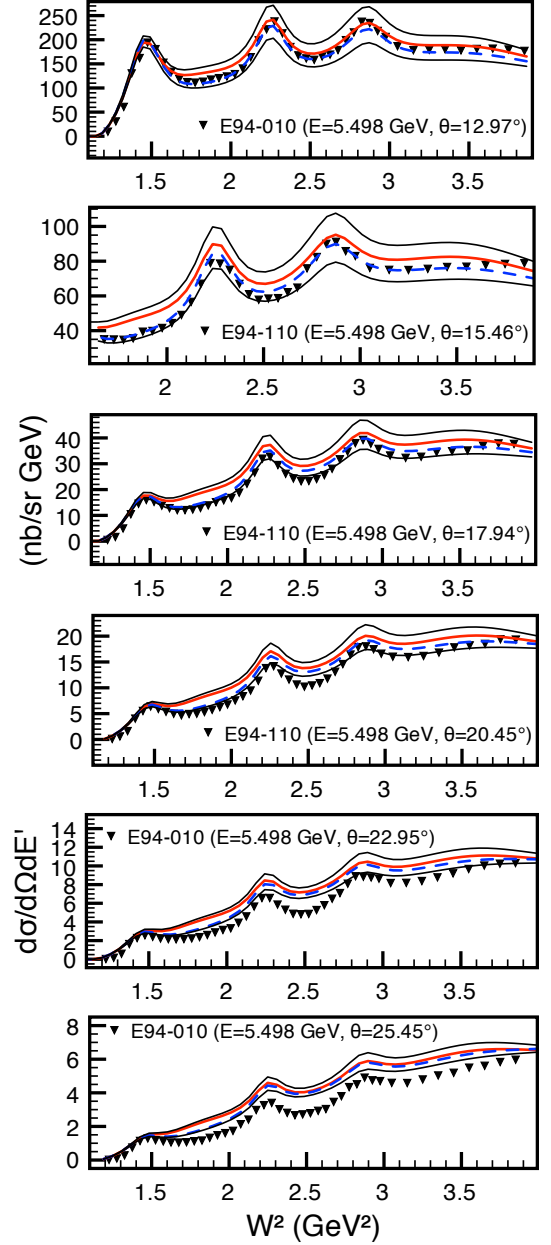 250
200
150
100
50
0
E94-010 (E=5.498 GeV, θ=12.97°)
1.5 2 2.5 3 3.5
100
80
60
40
E94-110 (E=5.498 GeV, θ=15.46°)
2 2.5 3 3.5
40
30
20
10
0
E94-110 (E=5.498 GeV, θ=17.94°)
1.5 2 2.5 3 3.5
20
15
10
5
0
E94-110 (E=5.498 GeV, θ=20.45°)
1.5 2 2.5 3 3.5
14
12
10
8
6
4
2
0
E94-010 (E=5.498 GeV, θ=22.95°)
1.5 2 2.5 3 3.5
8
6
4
2
0
E94-010 (E=5.498 GeV, θ=25.45°)
1.5 2 2.5 3 3.5
W² (GeV²)
dσ/dΩdE' (nb/sr GeV)